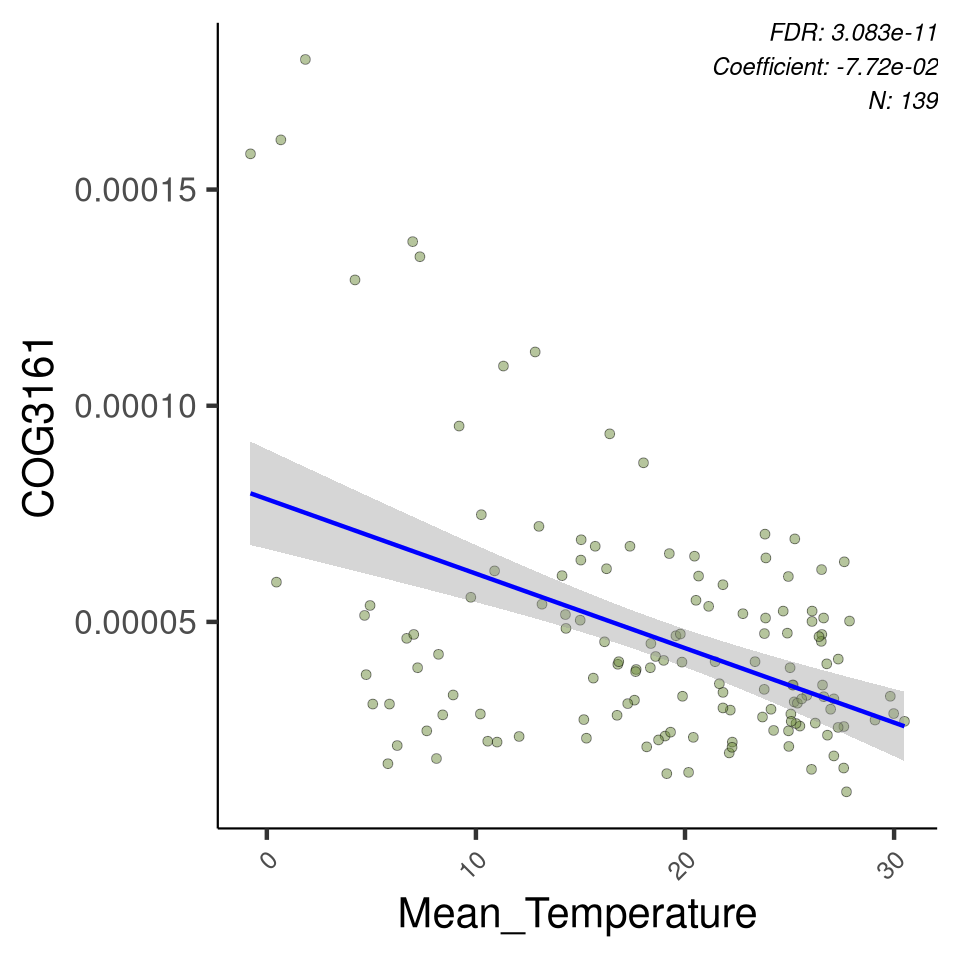 FDR: 3.083e-11
Coefficient: -7.72e-02
N: 139
0.00015
0.00010
0.00005
COG3161
0
10
20
30
Mean_Temperature